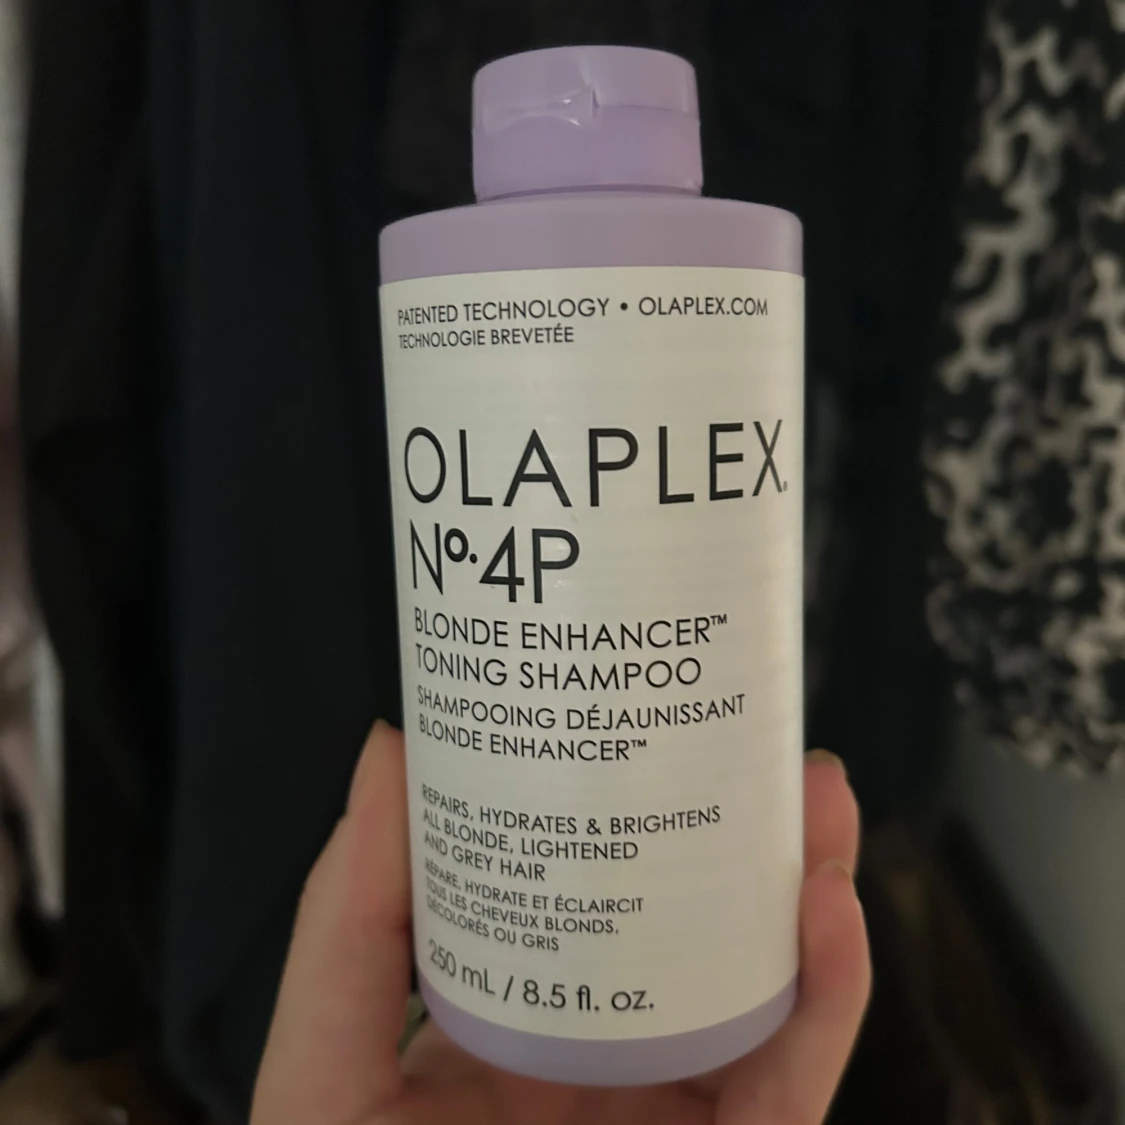 PATENTED TECHNOLOGY • OLAPLEX.COM
TECHNOLOGIE BREVETÉE
OLAPLEX.
Nº.4P
BLONDE ENHANCER™
TONING SHAMPOO
SHAMPOOING DÉJAUNISSANT
BLONDE ENHANCER™
REPAIRS, HYDRATES & BRIGHTENS
ALL BLONDE, LIGHTENED
AND GREY HAIR
RÉPARE, HYDRATE ET ÉCLAIRCIT
TOUS LES CHEVEUX BLONDS,
DÉCOLORÉS OU GRIS
250 mL / 8.5 fl. oz.